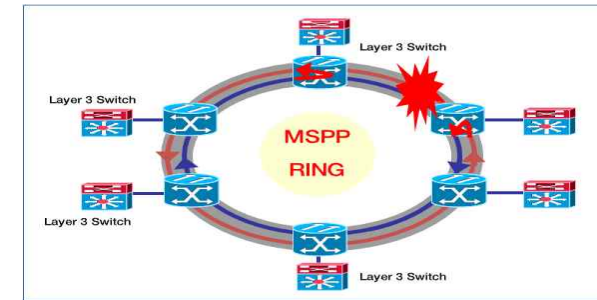 Layer 3 Switch
Layer 3 Switch
MSPP
RING
Layer 3 Switch
Layer 3 Switch